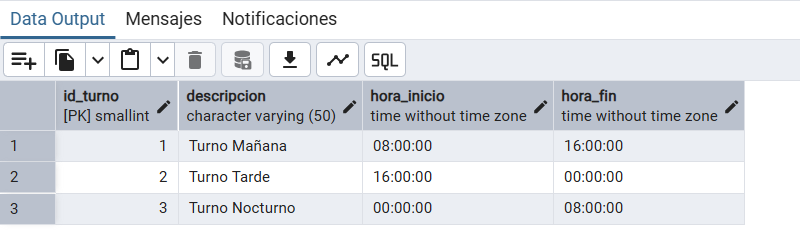 Data Output Mensajes Notificaciones
SQL
id_turno descripcion hora_inicio hora_fin
[PK] smallint character varying (50) time without time zone time without time zone
1 1 Turno Mañana 08:00:00 16:00:00
2 2 Turno Tarde 16:00:00 00:00:00
3 3 Turno Nocturno 00:00:00 08:00:00